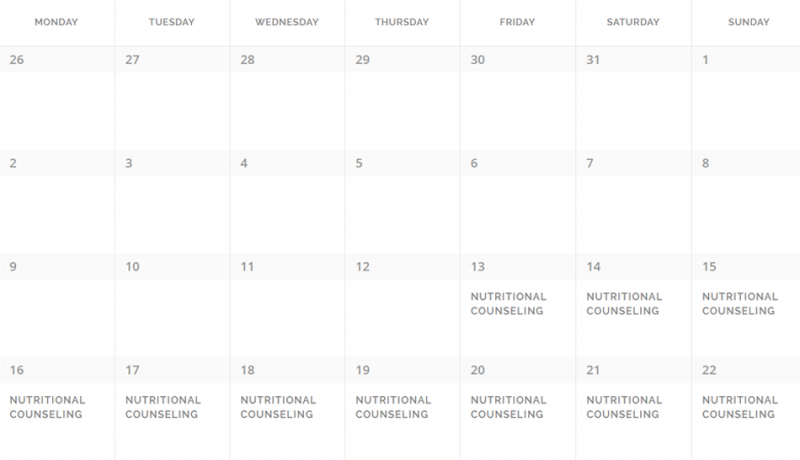 MONDAY TUESDAY WEDNESDAY THURSDAY FRIDAY SATURDAY SUNDAY
26 27 28 29 30 31 1
2 3 4 5 6 7 8
9 10 11 12 13 14 15
NUTRITIONAL NUTRITIONAL NUTRITIONAL
COUNSELING COUNSELING COUNSELING
16 17 18 19 20 21 22
NUTRITIONAL NUTRITIONAL NUTRITIONAL NUTRITIONAL NUTRITIONAL NUTRITIONAL NUTRITIONAL
COUNSELING COUNSELING COUNSELING COUNSELING COUNSELING COUNSELING COUNSELING